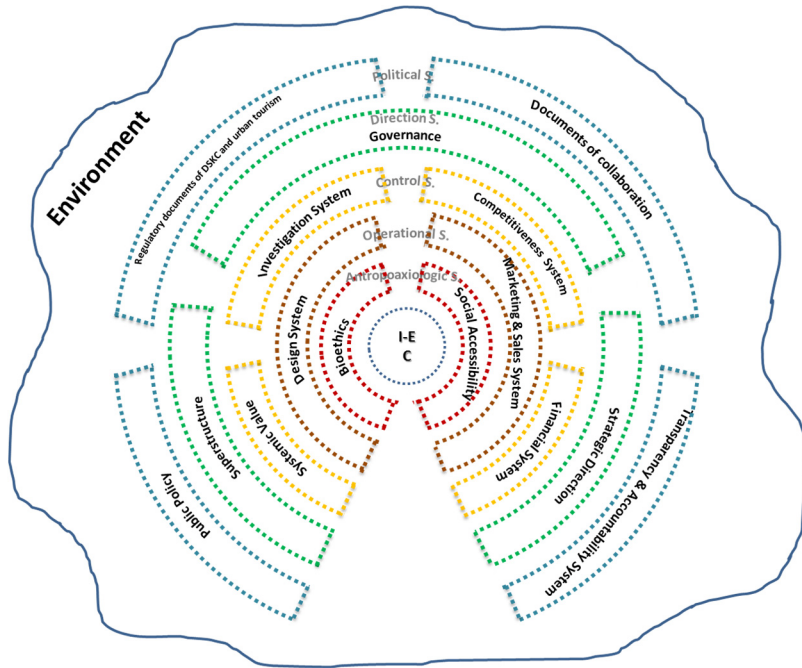 Environment
Political S.
Regulatory documents of DSKC and urban tourism
Documents of collaboration
Direction S.
Governance
Control S.
Investigation System
Competitiveness System
Operational S.
Design System
Marketing & Sales System
Antropoaxiologic S.
Bioethics
Social Accessibility
I-E
C
Superstructure
Systemic Value
Financial System
Strategic Direction
Public Policy
Transparency & Accountability System